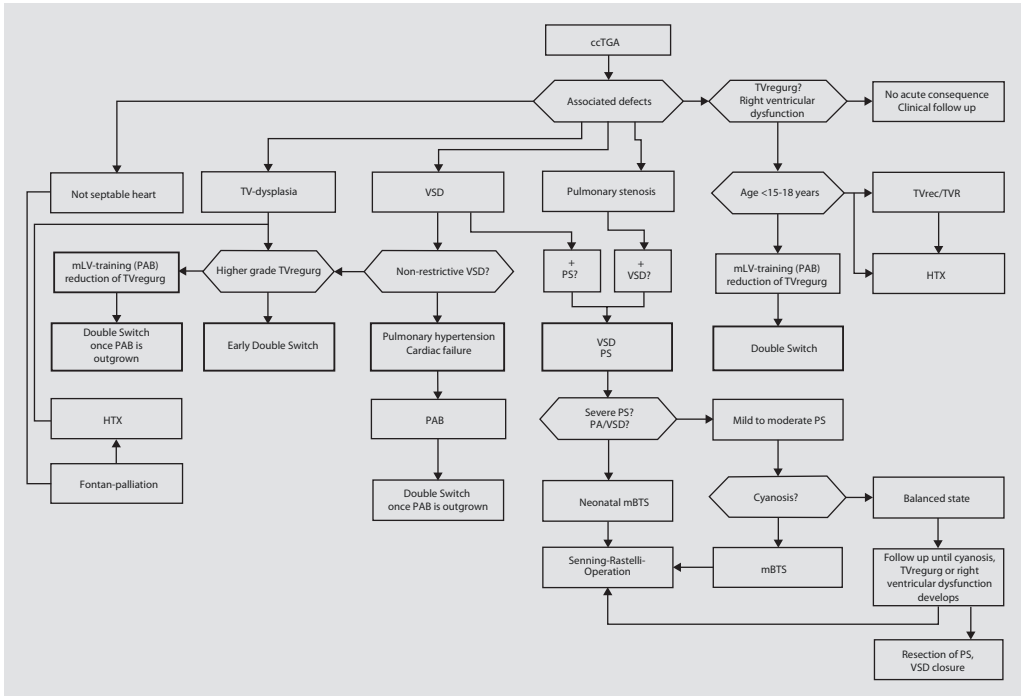 ccTGA
Associated defects
TVregurg?
Right ventricular
dysfunction
No acute consequence
Clinical follow up
Not septable heart
TV-dysplasia
VSD
Pulmonary stenosis
Age <15-18 years
TVrec/TVR
mLV-training (PAB)
reduction of TVregurg
Higher grade TVregurg
Non-restrictive VSD?
+
PS?
+
VSD?
mLV-training (PAB)
reduction of TVregurg
HTX
Double Switch
once PAB is
outgrown
Early Double Switch
Pulmonary hypertension
Cardiac failure
VSD
PS
Double Switch
HTX
PAB
Severe PS?
PA/VSD?
Mild to moderate PS
Fontan-palliation
Double Switch
once PAB is outgrown
Neonatal mBTS
Cyanosis?
Balanced state
Senning-Rastelli-
Operation
mBTS
Follow up until cyanosis,
TVregurg or right
ventricular dysfunction
develops
Resection of PS,
VSD closure